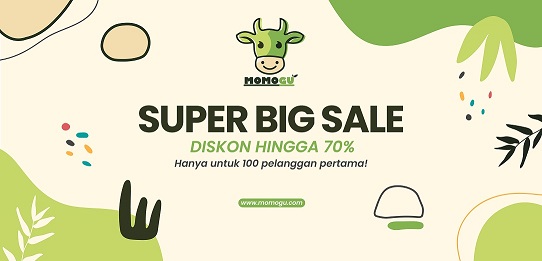 MOMOGU
SUPER BIG SALE
DISKON HINGGA 70%
Hanya untuk 100 pelanggan pertama!
www.momogu.com